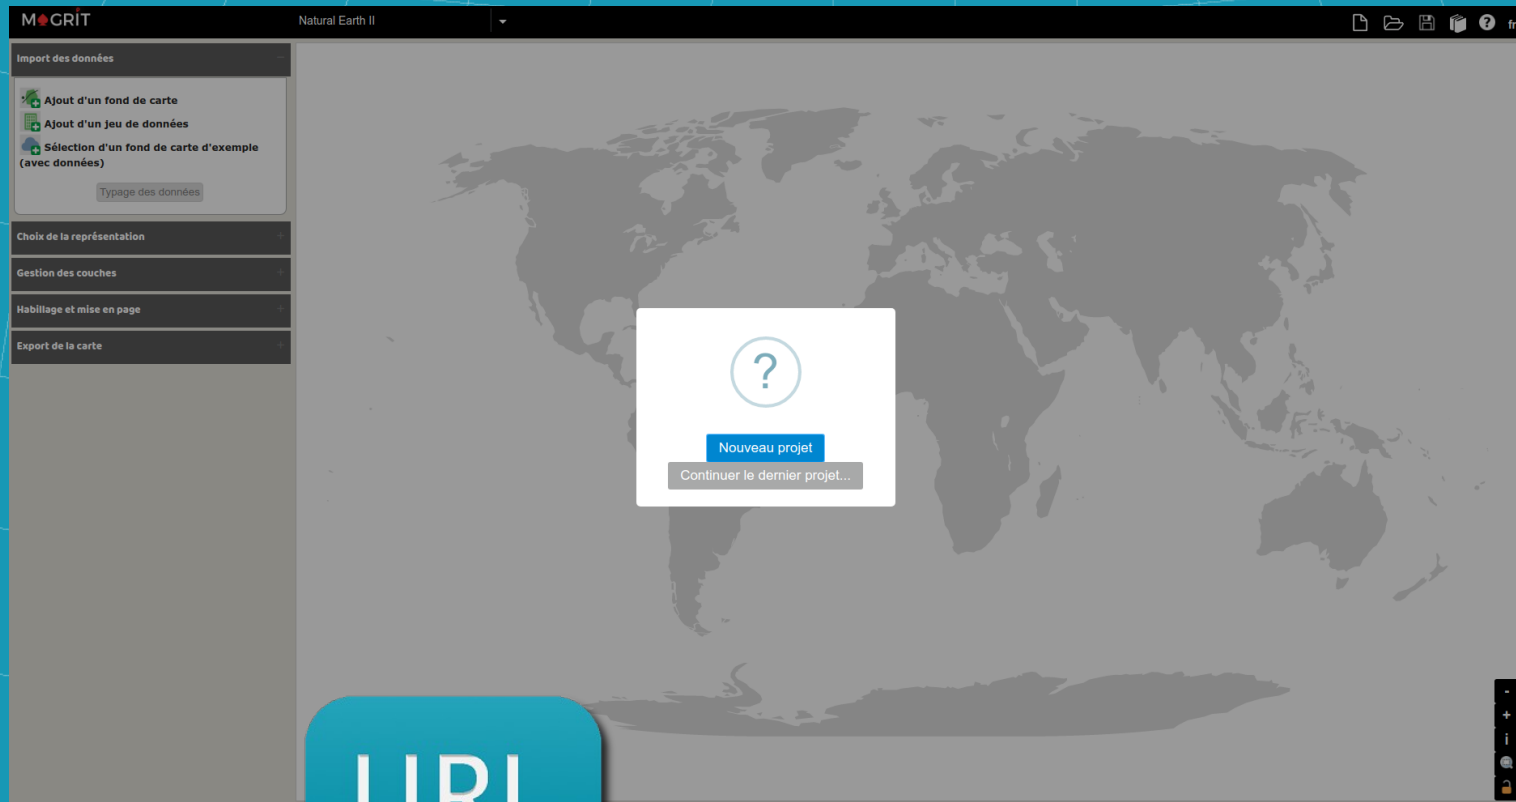 MAGRIT
Natural Earth II
fr
Import des données
Ajout d'un fond de carte
Ajout d'un jeu de données
Sélection d'un fond de carte d'exemple
(avec données)
Typage des données
Choix de la représentation
Gestion des couches
Habillage et mise en page
Export de la carte
?
Nouveau projet
Continuer le dernier projet...
-
+
i